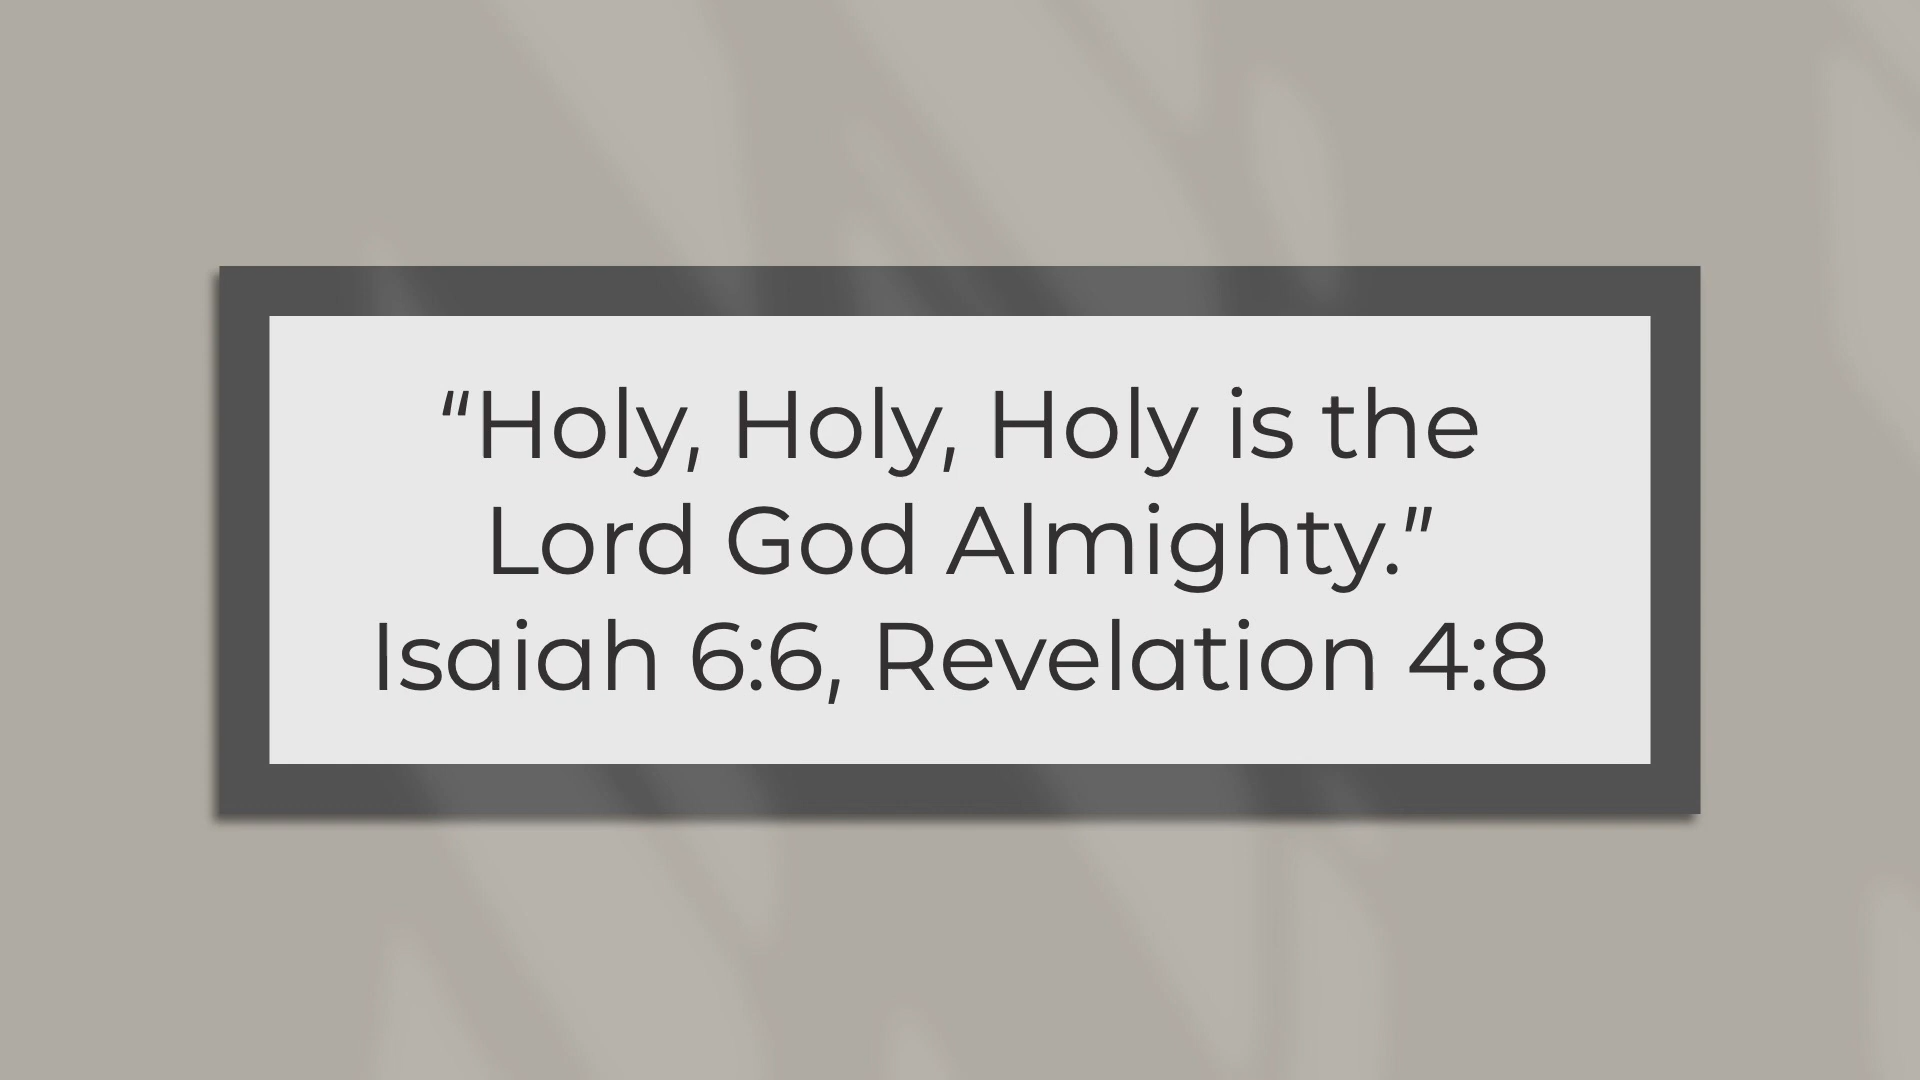 “Holy, Holy, Holy is the
Lord God Almighty.”
Isaiah 6:6, Revelation 4:8